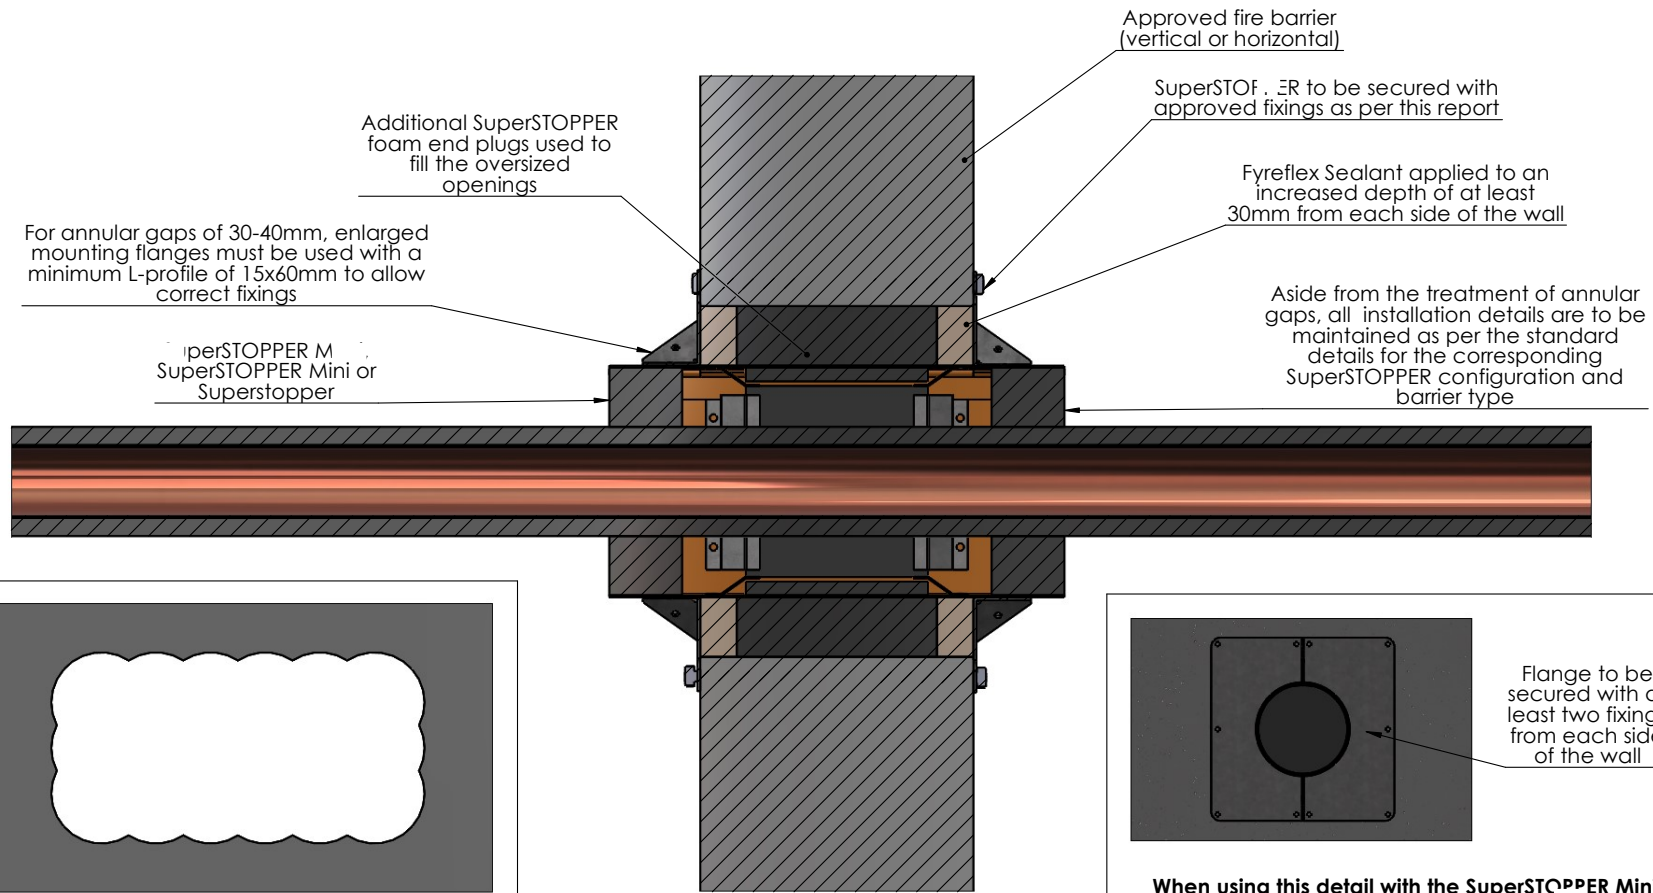 Approved fire barrier
(vertical or horizontal)
to be secured with
approved fixings as per this report
Additional SuperSTOPPER
foam end plugs used to
fill the oversized
openings
Fyreflex Sealant applied to an
increased depth of at least
30mm from each side of the wall
For annular gaps of 30-40mm, enlarged
mounting flanges must be used with a
minimum L-profile of 15x60mm to allow
correct fixings
Aside from the treatment of annular
gaps, all installation details are to be
maintained as per the standard
details for the corresponding
SuperSTOPPER configuration and
barrier type
SuperSTOPPER Mini or
Superstopper
Flange to be
secured with
least two
from each
of the wall
When using this detail with the SuperSTOPPER